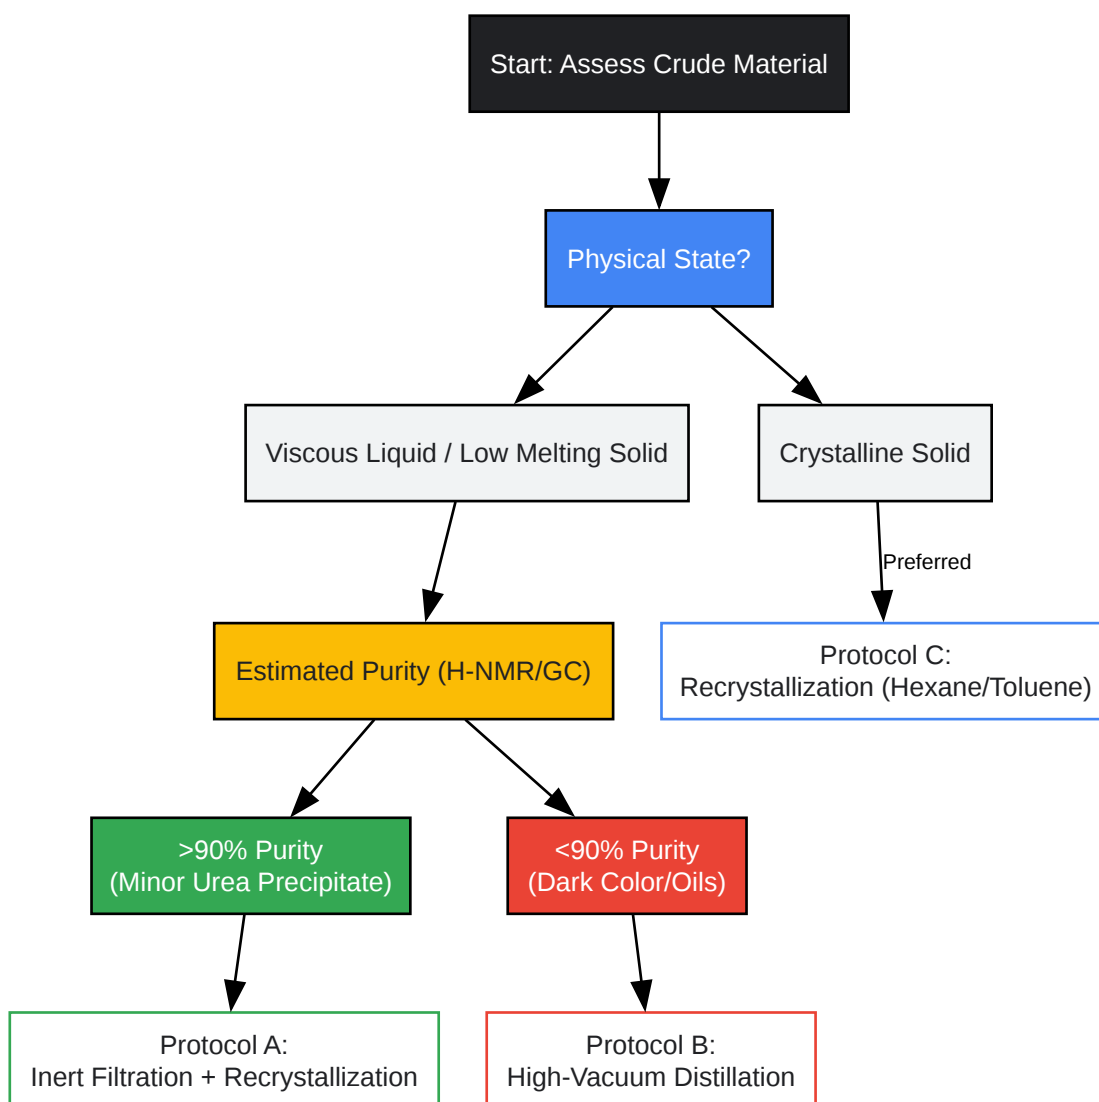 Start: Assess Crude Material
Physical State?
Viscous Liquid / Low Melting Solid
Crystalline Solid
Preferred
Estimated Purity (H-NMR/GC)
Protocol C:
Recrystallization (Hexane/Toluene)
>90% Purity
(Minor Urea Precipitate)
<90% Purity
(Dark Color/Oils)
Protocol A:
Inert Filtration + Recrystallization
Protocol B:
High-Vacuum Distillation